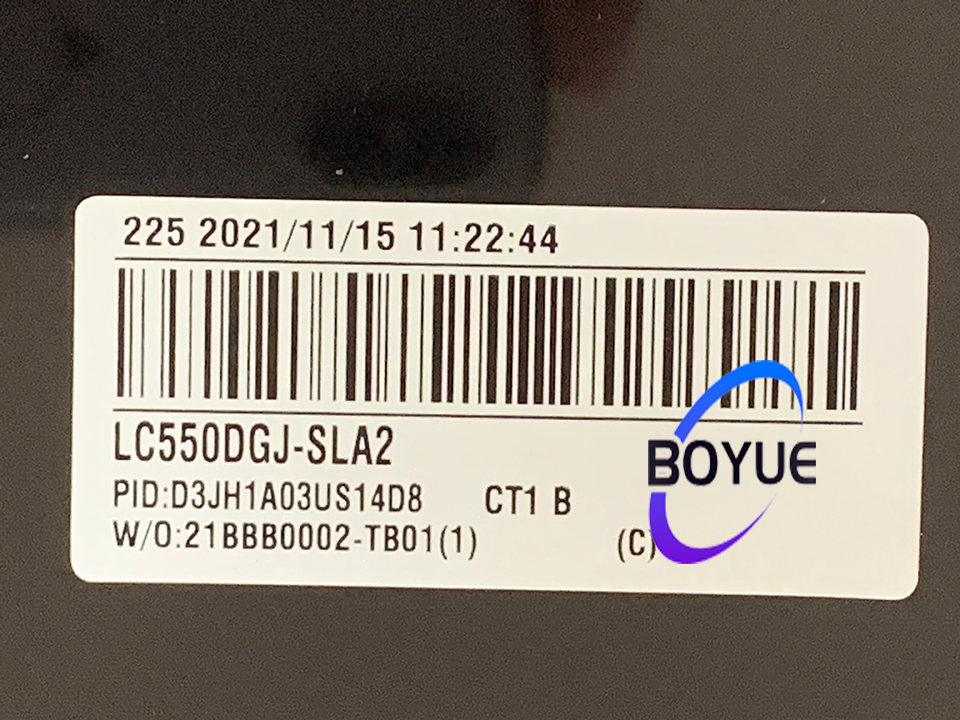 225 2021/11/15 11:22:44
LC550DGJ-SLA2
PID:D3JH1A03US14D8 CT1 B
W/O:21BBB0002-TB01(1) (C)
BOYUE